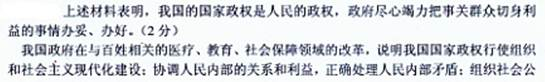 上述材料表明，我国的国家政权是人民的政权，政府尽心竭力把事关群众切身利
益的事情办妥、办好。（2分）
我国政府在与百姓相关的医疗、教育、社会保障领域的改革，说明我国国家政权行使组织
和社会主义现代化建设；协调人民内部的关系和利益，正确处理人民内部矛盾；组织社会公